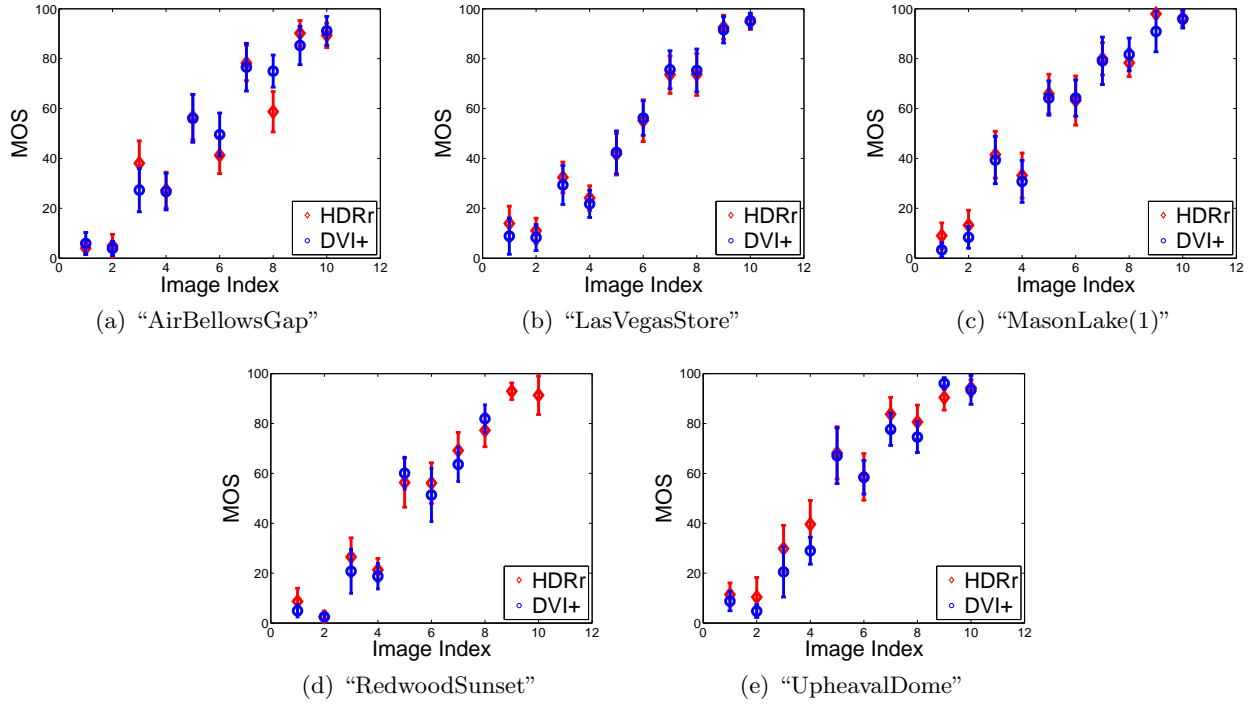 100
80
60
40
20
0
0 2 4 6 8 10 12
MOS
Image Index
HDRr
DVI+
(a) “AirBellowsGap”
100
80
60
40
20
0
0 2 4 6 8 10 12
MOS
Image Index
HDRr
DVI+
(b) “LasVegasStore”
100
80
60
40
20
0
0 2 4 6 8 10 12
MOS
Image Index
HDRr
DVI+
(c) “MasonLake(1)”
100
80
60
40
20
0
0 2 4 6 8 10 12
MOS
Image Index
HDRr
DVI+
(d) “RedwoodSunset”
100
80
60
40
20
0
0 2 4 6 8 10 12
MOS
Image Index
HDRr
DVI+
(e) “UpheavalDome”